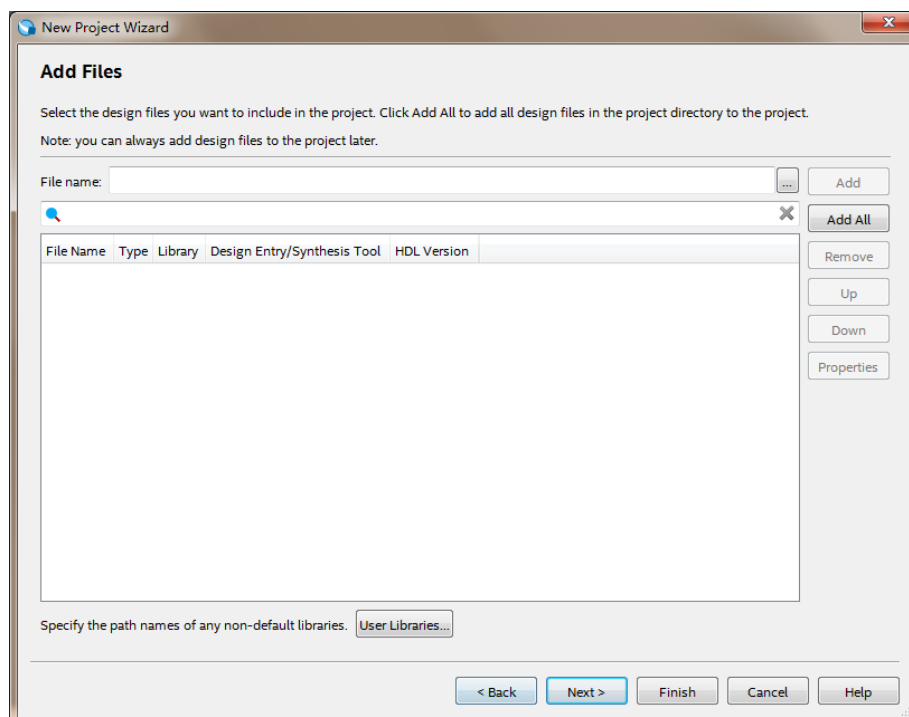 New Project Wizard
Add Files
Select the design files you want to include in the project. Click Add All to add all design files in the project directory to the project.
Note: you can always add design files to the project later.
File name: ... Add
Add All
File Name Type Library Design Entry/Synthesis Tool HDL Version
Remove
Up
Down
Properties
Specify the path names of any non-default libraries. User Libraries...
< Back Next > Finish Cancel Help